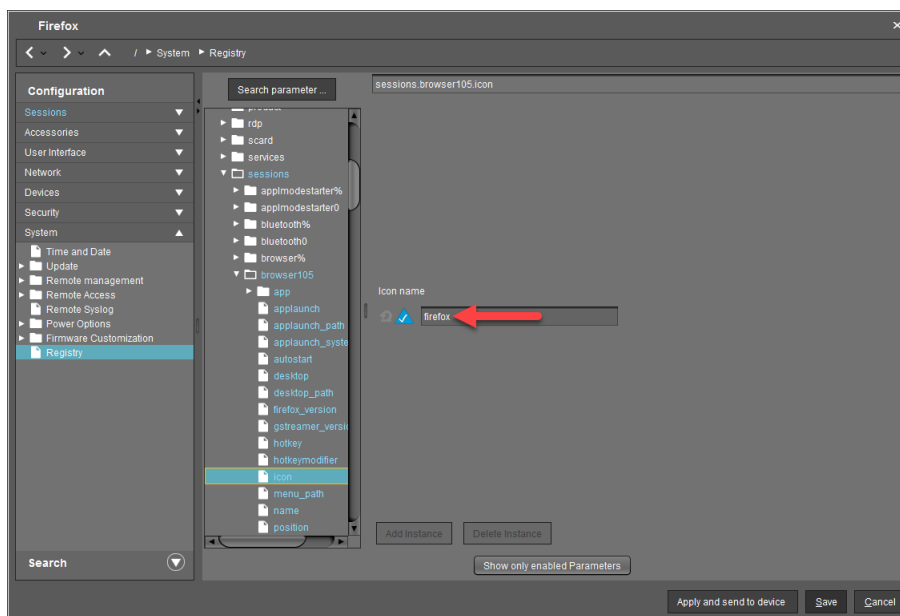 Firefox
/ System Registry
Configuration
Sessions
Accessories
User Interface
Network
Devices
Security
System
Time and Date
Update
Remote management
Remote Access
Remote Syslog
Power Options
Firmware Customization
Registry
Search
Search parameter ...
product
rdp
scard
services
sessions
applmodestarter%
applmodestarter0
bluetooth%
bluetooth0
browser%
browser105
app
applaunch
applaunch_path
applaunch_syste
autostart
desktop
desktop_path
firefox_version
gstreamer_versi
hotkey
hotkeymodifier
icon
menu_path
name
position
sessions.browser105.icon
Icon name
firefox
Add Instance Delete Instance
Show only enabled Parameters
Apply and send to device Save Cancel